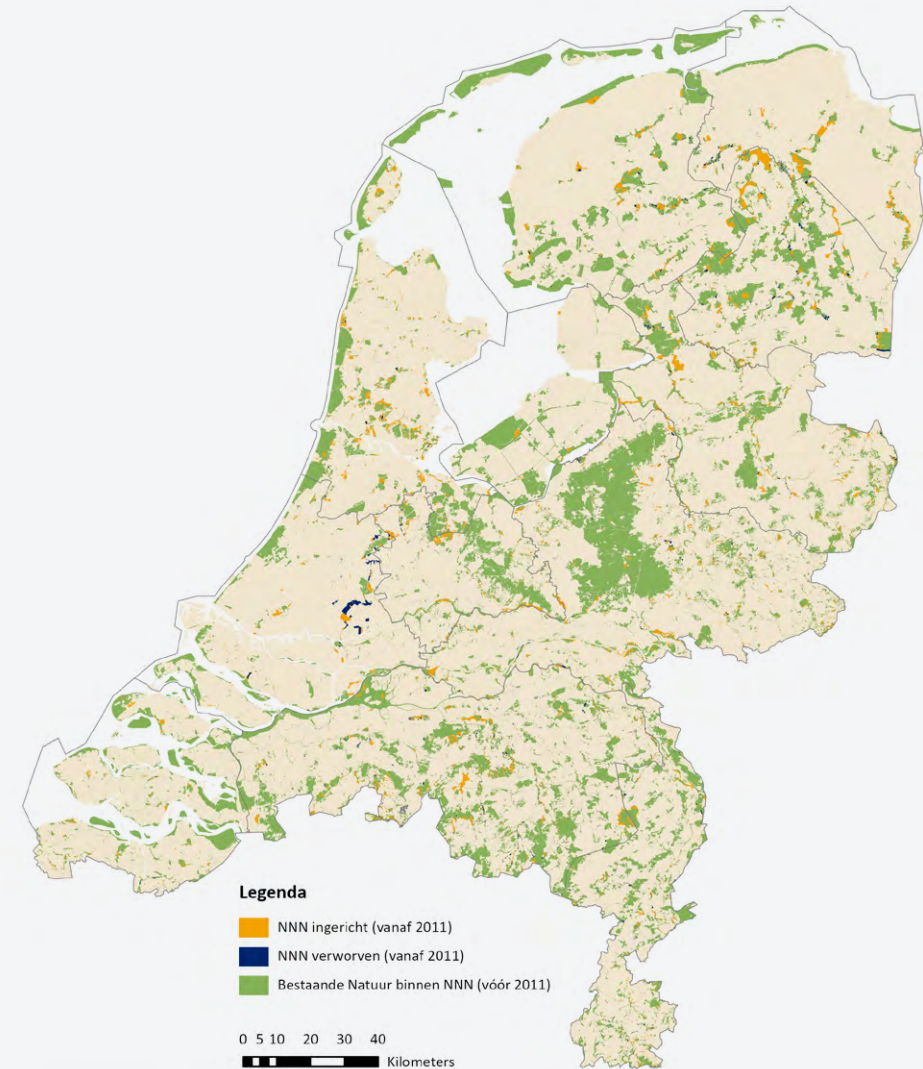 Legenda
NNN ingericht (vanaf 2011)
NNN verworven (vanaf 2011)
Bestaande Natuur binnen NNN (vóór 2011)
0 5 10 20 30 40
Kilometers